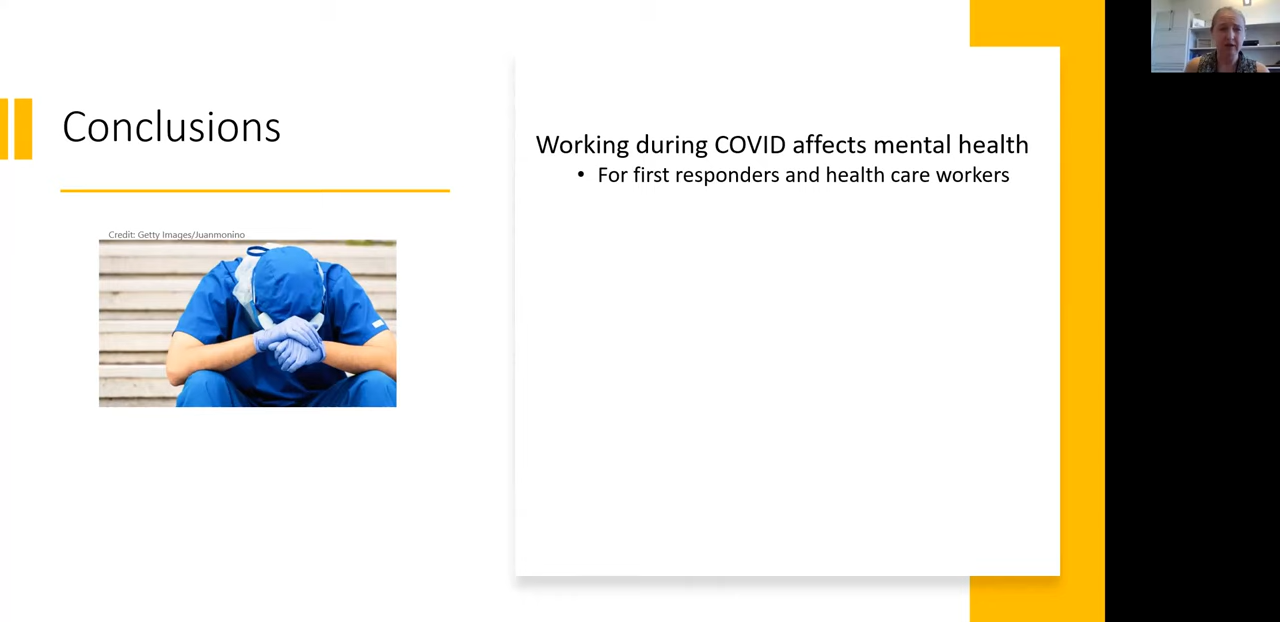 Conclusions
Credit: Getty Images/Juanmonino
Working during COVID affects mental health
• For first responders and health care workers